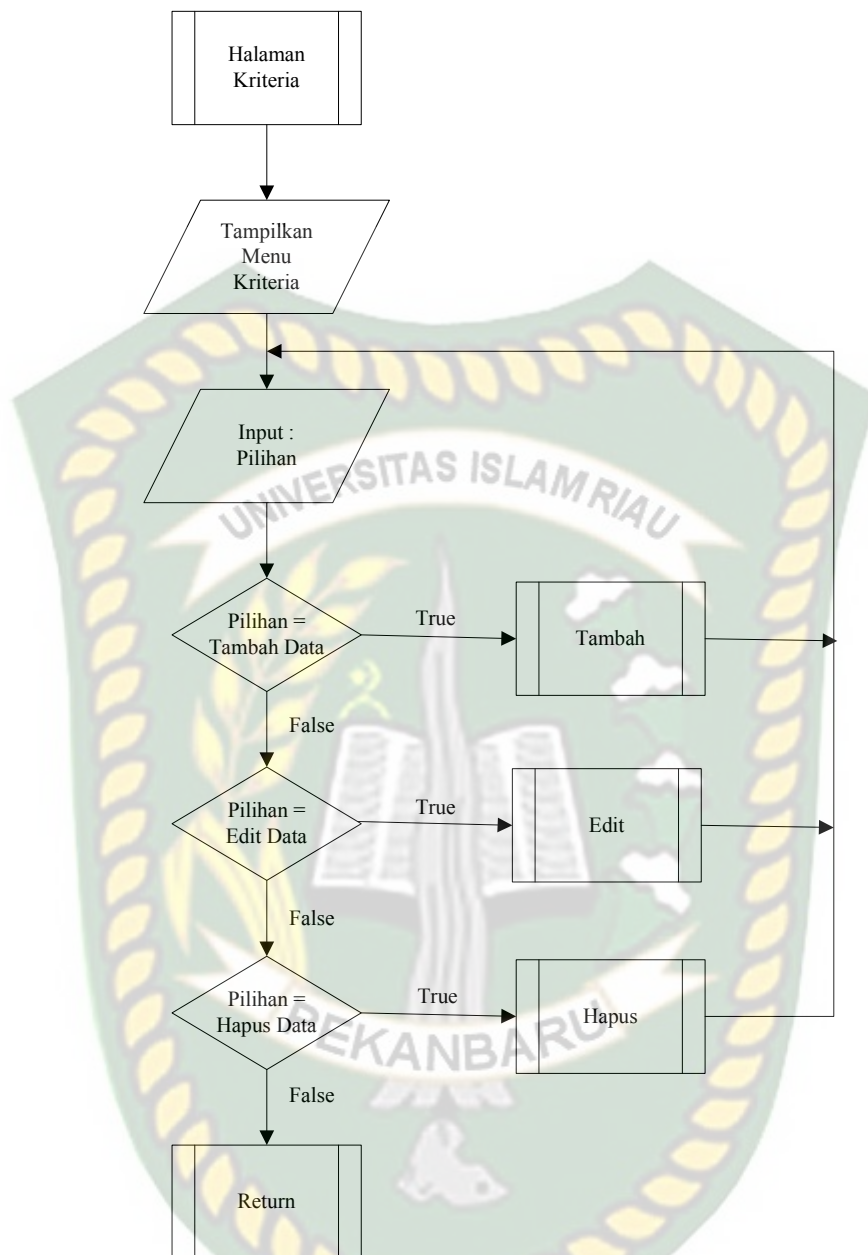 Halaman
Kriteria
Tampilkan
Menu
Kriteria
Input :
Pilihan
UNIVERSITAS ISLAM RIAU
Pilihan =
Tambah Data
True
Tambah
False
Pilihan =
Edit Data
True
Edit
False
Pilihan =
Hapus Data
True
Hapus
PEKANBARU
False
Return